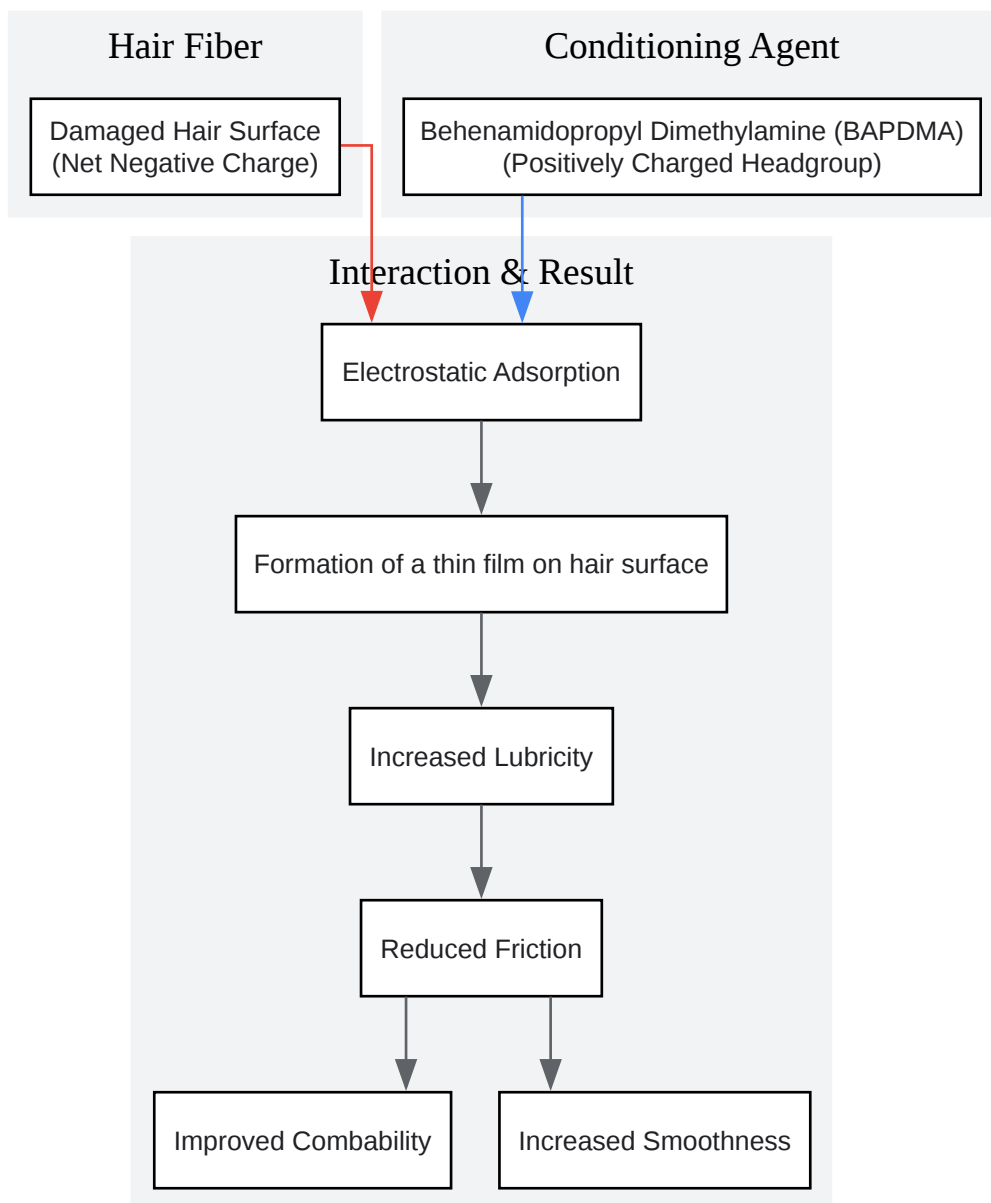 Hair Fiber
Damaged Hair Surface
(Net Negative Charge)
Conditioning Agent
Behenamidopropyl Dimethylamine (BAPDMA)
(Positively Charged Headgroup)
Interaction & Result
Electrostatic Adsorption
Formation of a thin film on hair surface
Increased Lubricity
Reduced Friction
Improved Combability
Increased Smoothness